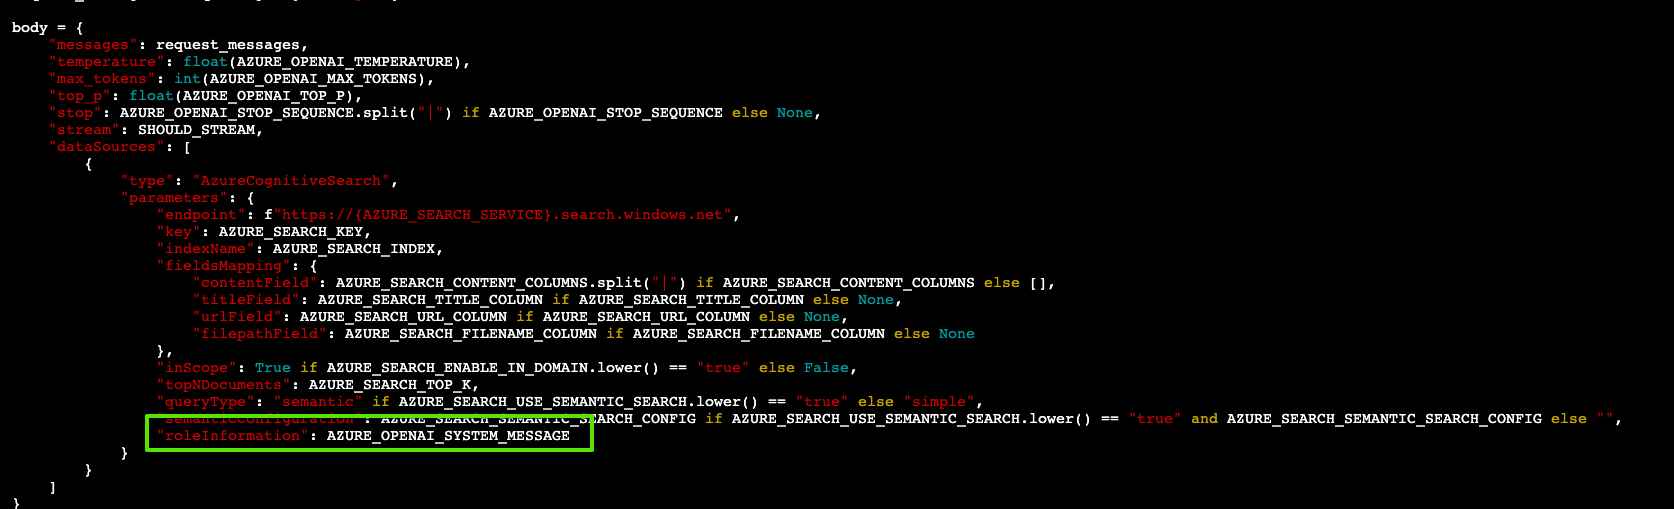 body = {
"messages": request_messages,
"temperature": float(AZURE_OPENAI_TEMPERATURE),
"max_tokens": int(AZURE_OPENAI_MAX_TOKENS),
"top_p": float(AZURE_OPENAI_TOP_P),
"stop": AZURE_OPENAI_STOP_SEQUENCE.split("|") if AZURE_OPENAI_STOP_SEQUENCE else None,
"stream": SHOULD_STREAM,
"dataSources": [
{
"type": "AzureCognitiveSearch",
"parameters": {
"endpoint": f"https://{AZURE_SEARCH_SERVICE}.search.windows.net",
"key": AZURE_SEARCH_KEY,
"indexName": AZURE_SEARCH_INDEX,
"fieldsMapping": {
"contentField": AZURE_SEARCH_CONTENT_COLUMNS.split("|") if AZURE_SEARCH_CONTENT_COLUMNS else [],
"titleField": AZURE_SEARCH_TITLE_COLUMN if AZURE_SEARCH_TITLE_COLUMN else None,
"urlField": AZURE_SEARCH_URL_COLUMN if AZURE_SEARCH_URL_COLUMN else None,
"filepathField": AZURE_SEARCH_FILENAME_COLUMN if AZURE_SEARCH_FILENAME_COLUMN else None
},
"inScope": True if AZURE_SEARCH_ENABLE_IN_DOMAIN.lower() == "true" else False,
"topNDocuments": AZURE_SEARCH_TOP_K,
"queryType": "semantic" if AZURE_SEARCH_USE_SEMANTIC_SEARCH.lower() == "true" else "simple",
"semanticConfiguration": AZURE_SEARCH_SEMANTIC_SEARCH_CONFIG if AZURE_SEARCH_USE_SEMANTIC_SEARCH.lower() == "true" and AZURE_SEARCH_SEMANTIC_SEARCH_CONFIG else "",
"roleInformation": AZURE_OPENAI_SYSTEM_MESSAGE
}
}
]
}